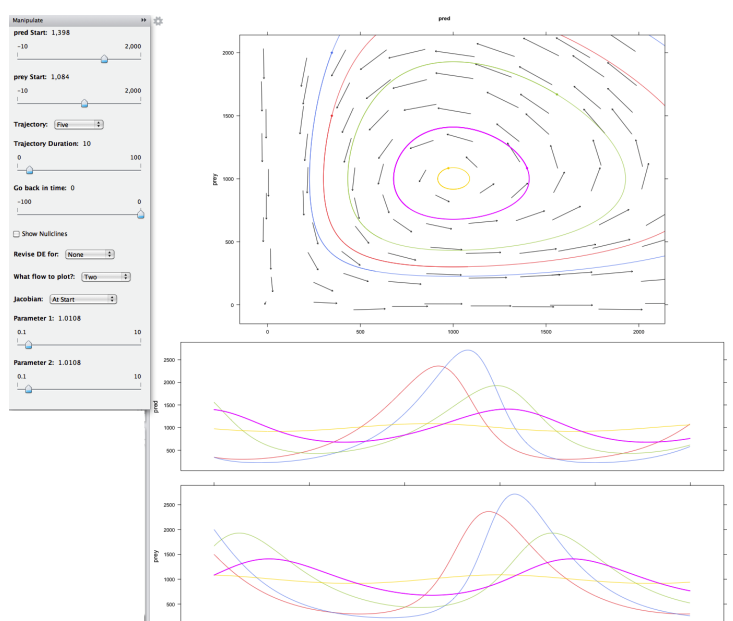 Manipulate
pred Start: 1,398
-10 2,000
prey Start: 1,084
-10 2,000
Trajectory: Five
Trajectory Duration: 10
0 100
Go back in time: 0
-100 0
Show Nullclines
Revise DE for: None
What flow to plot?: Two
Jacobian: At Start
Parameter 1: 1.0108
0.1 10
Parameter 2: 1.0108
0.1 10
pred
prey
2000
1500
1000
500
0
0 500 1000 1500 2000
pred
2500
2000
1500
1000
500
prey
2500
2000
1500
1000
500